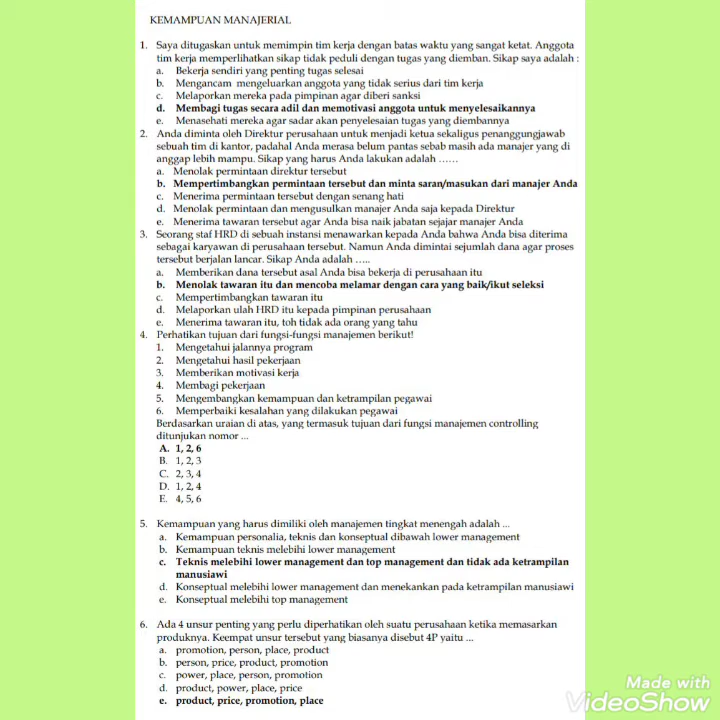 KEMAMPUAN MANAJERIAL
1. Saya ditugaskan untuk memimpin tim kerja dengan batas waktu yang sangat ketat. Anggota
tim kerja memperlihatkan sikap tidak peduli dengan tugas yang diemban. Sikap saya adalah :
a. Bekerja sendiri yang penting tugas selesai
b. Mengancam mengeluarkan anggota yang tidak serius dari tim kerja
c. Melaporkan mereka pada pimpinan agar diberi sanksi
d. Membagi tugas secara adil dan memotivasi anggota untuk menyelesaikannya
e. Menasehati mereka agar sadar akan penyelesaian tugas yang diembannya
2. Anda diminta oleh Direktur perusahaan untuk menjadi ketua sekaligus penanggungjawab
sebuah tim di kantor, padahal Anda merasa belum pantas sebab masih ada manajer yang di
anggap lebih mampu. Sikap yang harus Anda lakukan adalah ……
a. Menolak permintaan direktur tersebut
b. Mempertimbangkan permintaan tersebut dan minta saran/masukan dari manajer Anda
c. Menerima permintaan tersebut dengan senang hati
d. Menolak permintaan dan mengusulkan manajer Anda saja kepada Direktur
e. Menerima tawaran tersebut agar Anda bisa naik jabatan sejajar manajer Anda
3. Seorang staf HRD di sebuah instansi menawarkan kepada Anda bahwa Anda bisa diterima
sebagai karyawan di perusahaan tersebut. Namun Anda dimintai sejumlah dana agar proses
tersebut berjalan lancar. Sikap Anda adalah …..
a. Memberikan dana tersebut asal Anda bisa bekerja di perusahaan itu
b. Menolak tawaran itu dan mencoba melamar dengan cara yang baik/ikut seleksi
c. Mempertimbangkan tawaran itu
d. Melaporkan ulah HRD itu kepada pimpinan perusahaan
e. Menerima tawaran itu, toh tidak ada orang yang tahu
4. Perhatikan tujuan dari fungsi-fungsi manajemen berikut!
1. Mengetahui jalannya program
2. Mengetahui hasil pekerjaan
3. Memberikan motivasi kerja
4. Membagi pekerjaan
5. Mengembangkan kemampuan dan ketrampilan pegawai
6. Memperbaiki kesalahan yang dilakukan pegawai
Berdasarkan uraian di atas, yang termasuk tujuan dari fungsi manajemen controlling
ditunjukan nomor ...
A. 1, 2, 6
B. 1, 2, 3
C. 2, 3, 4
D. 1, 2, 4
E. 4, 5, 6
5. Kemampuan yang harus dimiliki oleh manajemen tingkat menengah adalah ...
a. Kemampuan personalia, teknis dan konseptual dibawah lower management
b. Kemampuan teknis melebihi lower management
c. Teknis melebihi lower management dan top management dan tidak ada ketrampilan
manusiawi
d. Konseptual melebihi lower management dan menekankan pada ketrampilan manusiawi
e. Konseptual melebihi top management
6. Ada 4 unsur penting yang perlu diperhatikan oleh suatu perusahaan ketika memasarkan
produknya. Keempat unsur tersebut yang biasanya disebut 4P yaitu ...
a. promotion, person, place, product
b. person, price, product, promotion
c. power, place, person, promotion
d. product, power, place, price
e. product, price, promotion, place
Made with
VideoShow